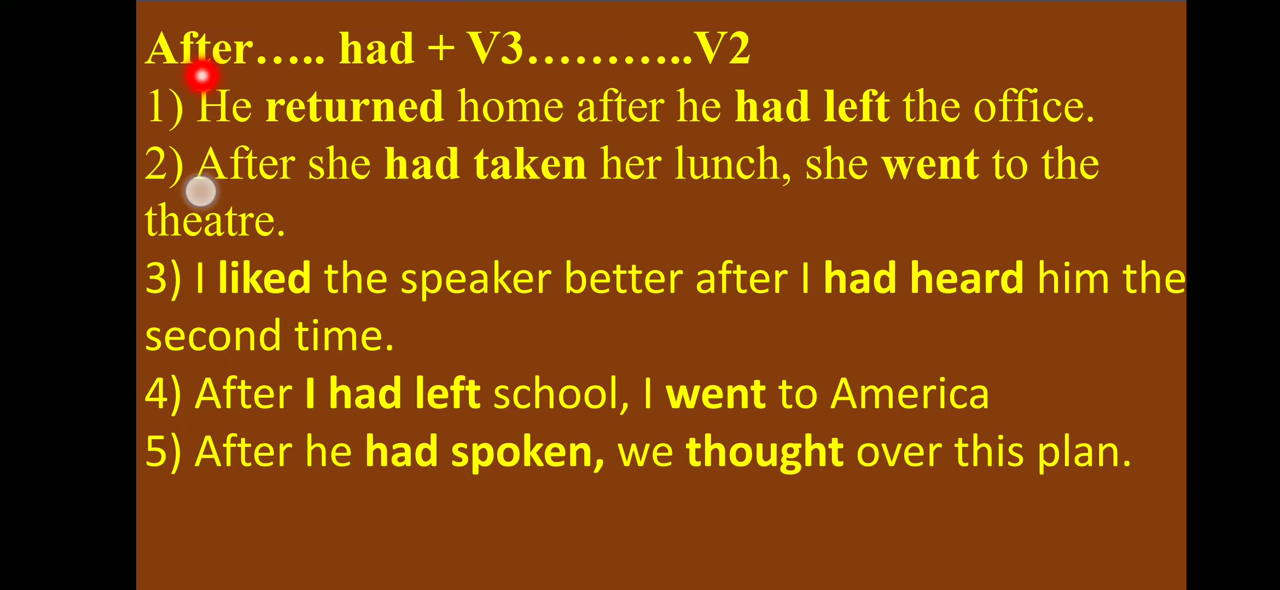 After….. had + V3………..V2
1) He returned home after he had left the office.
2) After she had taken her lunch, she went to the
theatre.
3) I liked the speaker better after I had heard him the
second time.
4) After I had left school, I went to America
5) After he had spoken, we thought over this plan.